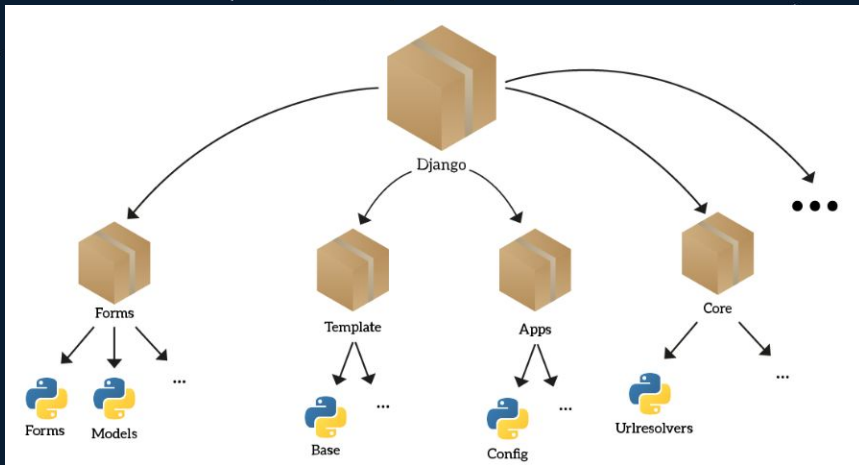 Django
Forms
Template
Apps
Core
Forms
Models
...
Base
...
Config
...
Urlresolvers
...